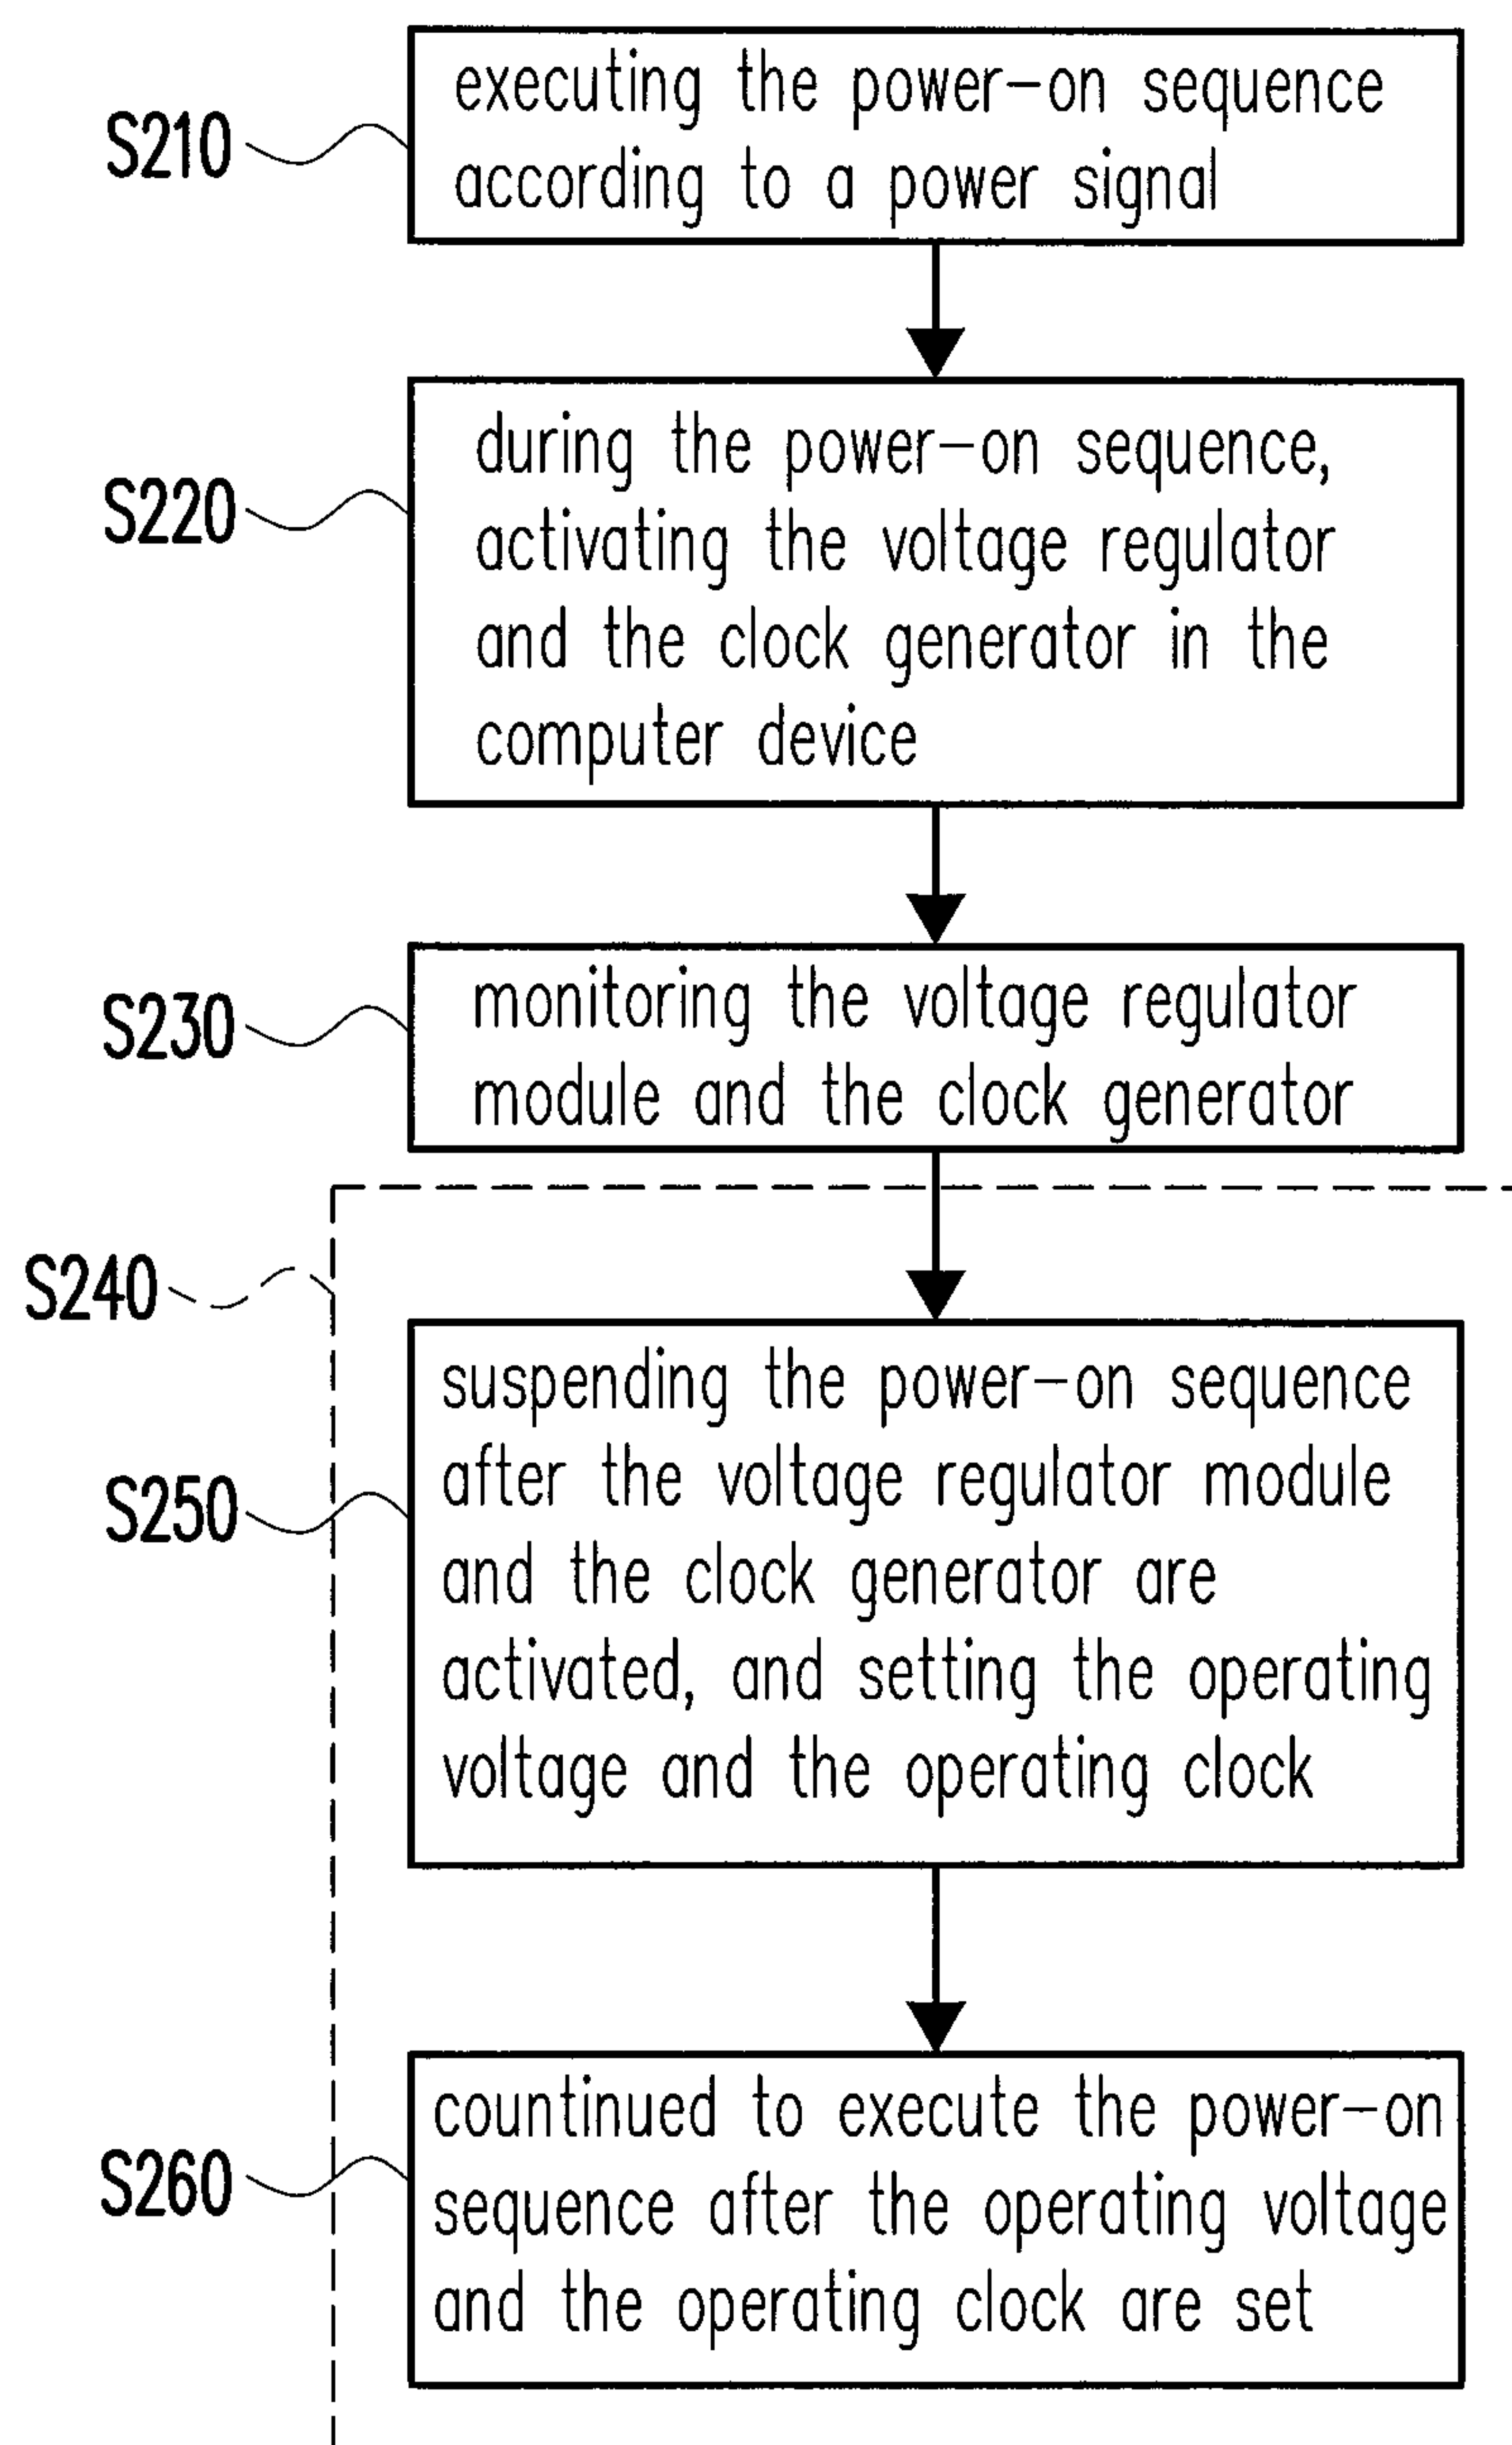 S210
executing the power-on sequence
according to a power signal
S220
during the power-on sequence,
activating the voltage regulator
and the clock generator in the
computer device
S230
monitoring the voltage regulator
module and the clock generator
S240
S250
suspending the power-on sequence
after the voltage regulator module
and the clock generator are
activated, and setting the operating
voltage and the operating clock
S260
countinued to execute the power-on
sequence after the operating voltage
and the operating clock are set